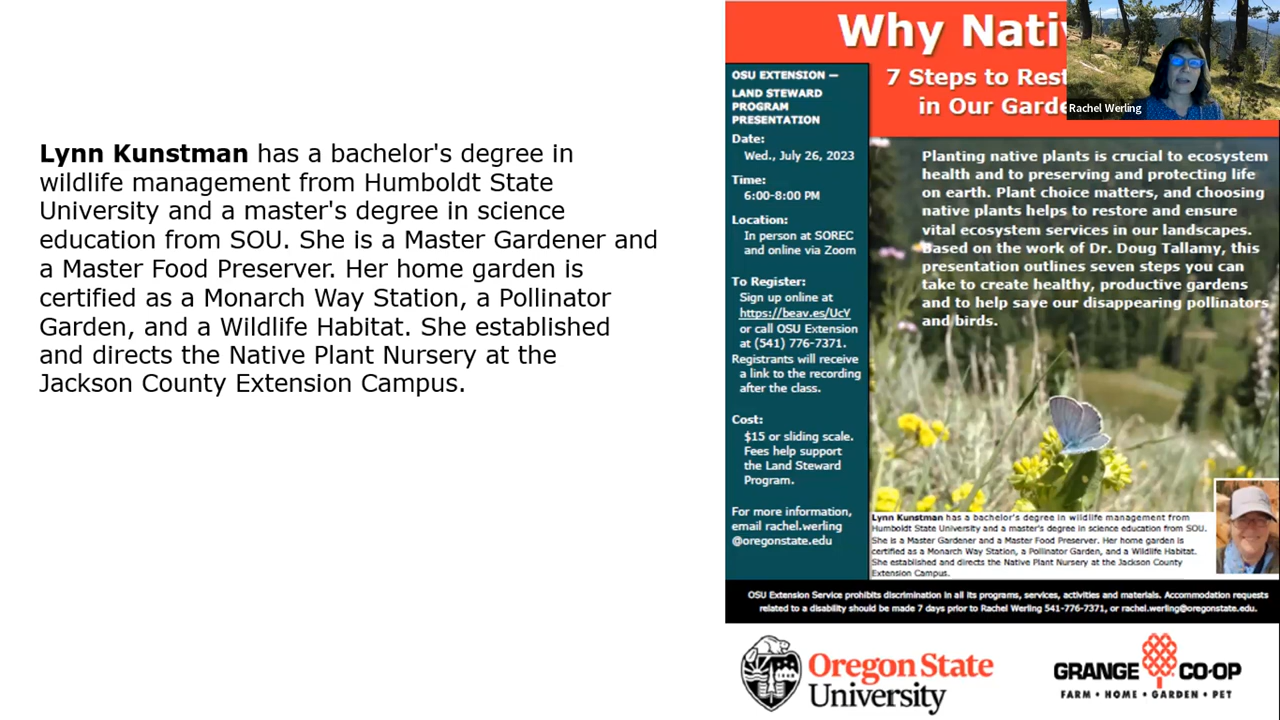 Lynn Kunstman has a bachelor's degree in
wildlife management from Humboldt State
University and a master's degree in science
education from SOU. She is a Master Gardener and
a Master Food Preserver. Her home garden is
certified as a Monarch Way Station, a Pollinator
Garden, and a Wildlife Habitat. She established
and directs the Native Plant Nursery at the
Jackson County Extension Campus.
Why
7 Steps to
in Our
Rachel Werling
OSU EXTENSION —
LAND STEWARD
PROGRAM
PRESENTATION
Date:
Wed., July 26, 2023
Time:
6:00-8:00 PM
Location:
In person at SOREC
and online via Zoom
To Register:
Sign up online at
https://beav.es/UcY
or call OSU Extension
at (541) 776-7371.
Registrants will receive
a link to the recording
after the class.
Cost:
$15 or sliding scale.
Fees help support
the Land Steward
Program.
For more information,
email rachel.werling
@oregonstate.edu
Planting native plants is crucial to ecosystem
health and to preserving and protecting life
on earth. Plant choice matters, and choosing
native plants helps to restore and ensure
vital ecosystem services in our landscapes.
Based on the work of Dr. Doug Tallamy, this
presentation outlines seven steps you can
take to create healthy, productive gardens
and to help save our disappearing pollinators
and birds.
Lynn Kunstman has a bachelor's degree in wildlife management from
Humboldt State University and a master's degree in science education from SOU.
She is a Master Gardener and a Master Food Preserver. Her home garden is
certified as a Monarch Way Station, a Pollinator Garden, and a Wildlife Habitat.
She established and directs the Native Plant Nursery at the Jackson County
Extension Campus.
OSU Extension Service prohibits discrimination in all its programs, services, activities and materials. Accommodation requests
related to a disability should be made 7 days prior to Rachel Werling 541-776-7371, or rachel.werling@oregonstate.edu.
Oregon State
University
GRANGE CO-OP
FARM • HOME • GARDEN • PET